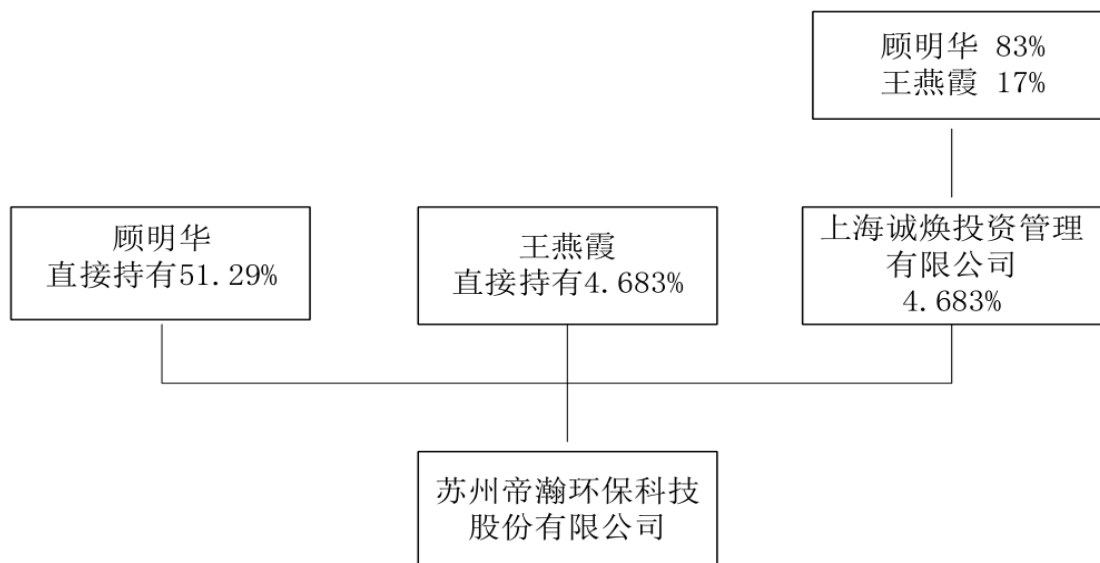 顾明华 83%
王燕霞 17%
顾明华
直接持有51.29%
王燕霞
直接持有4.683%
上海诚焕投资管理
有限公司
4.683%
苏州帝瀚环保科技
股份有限公司